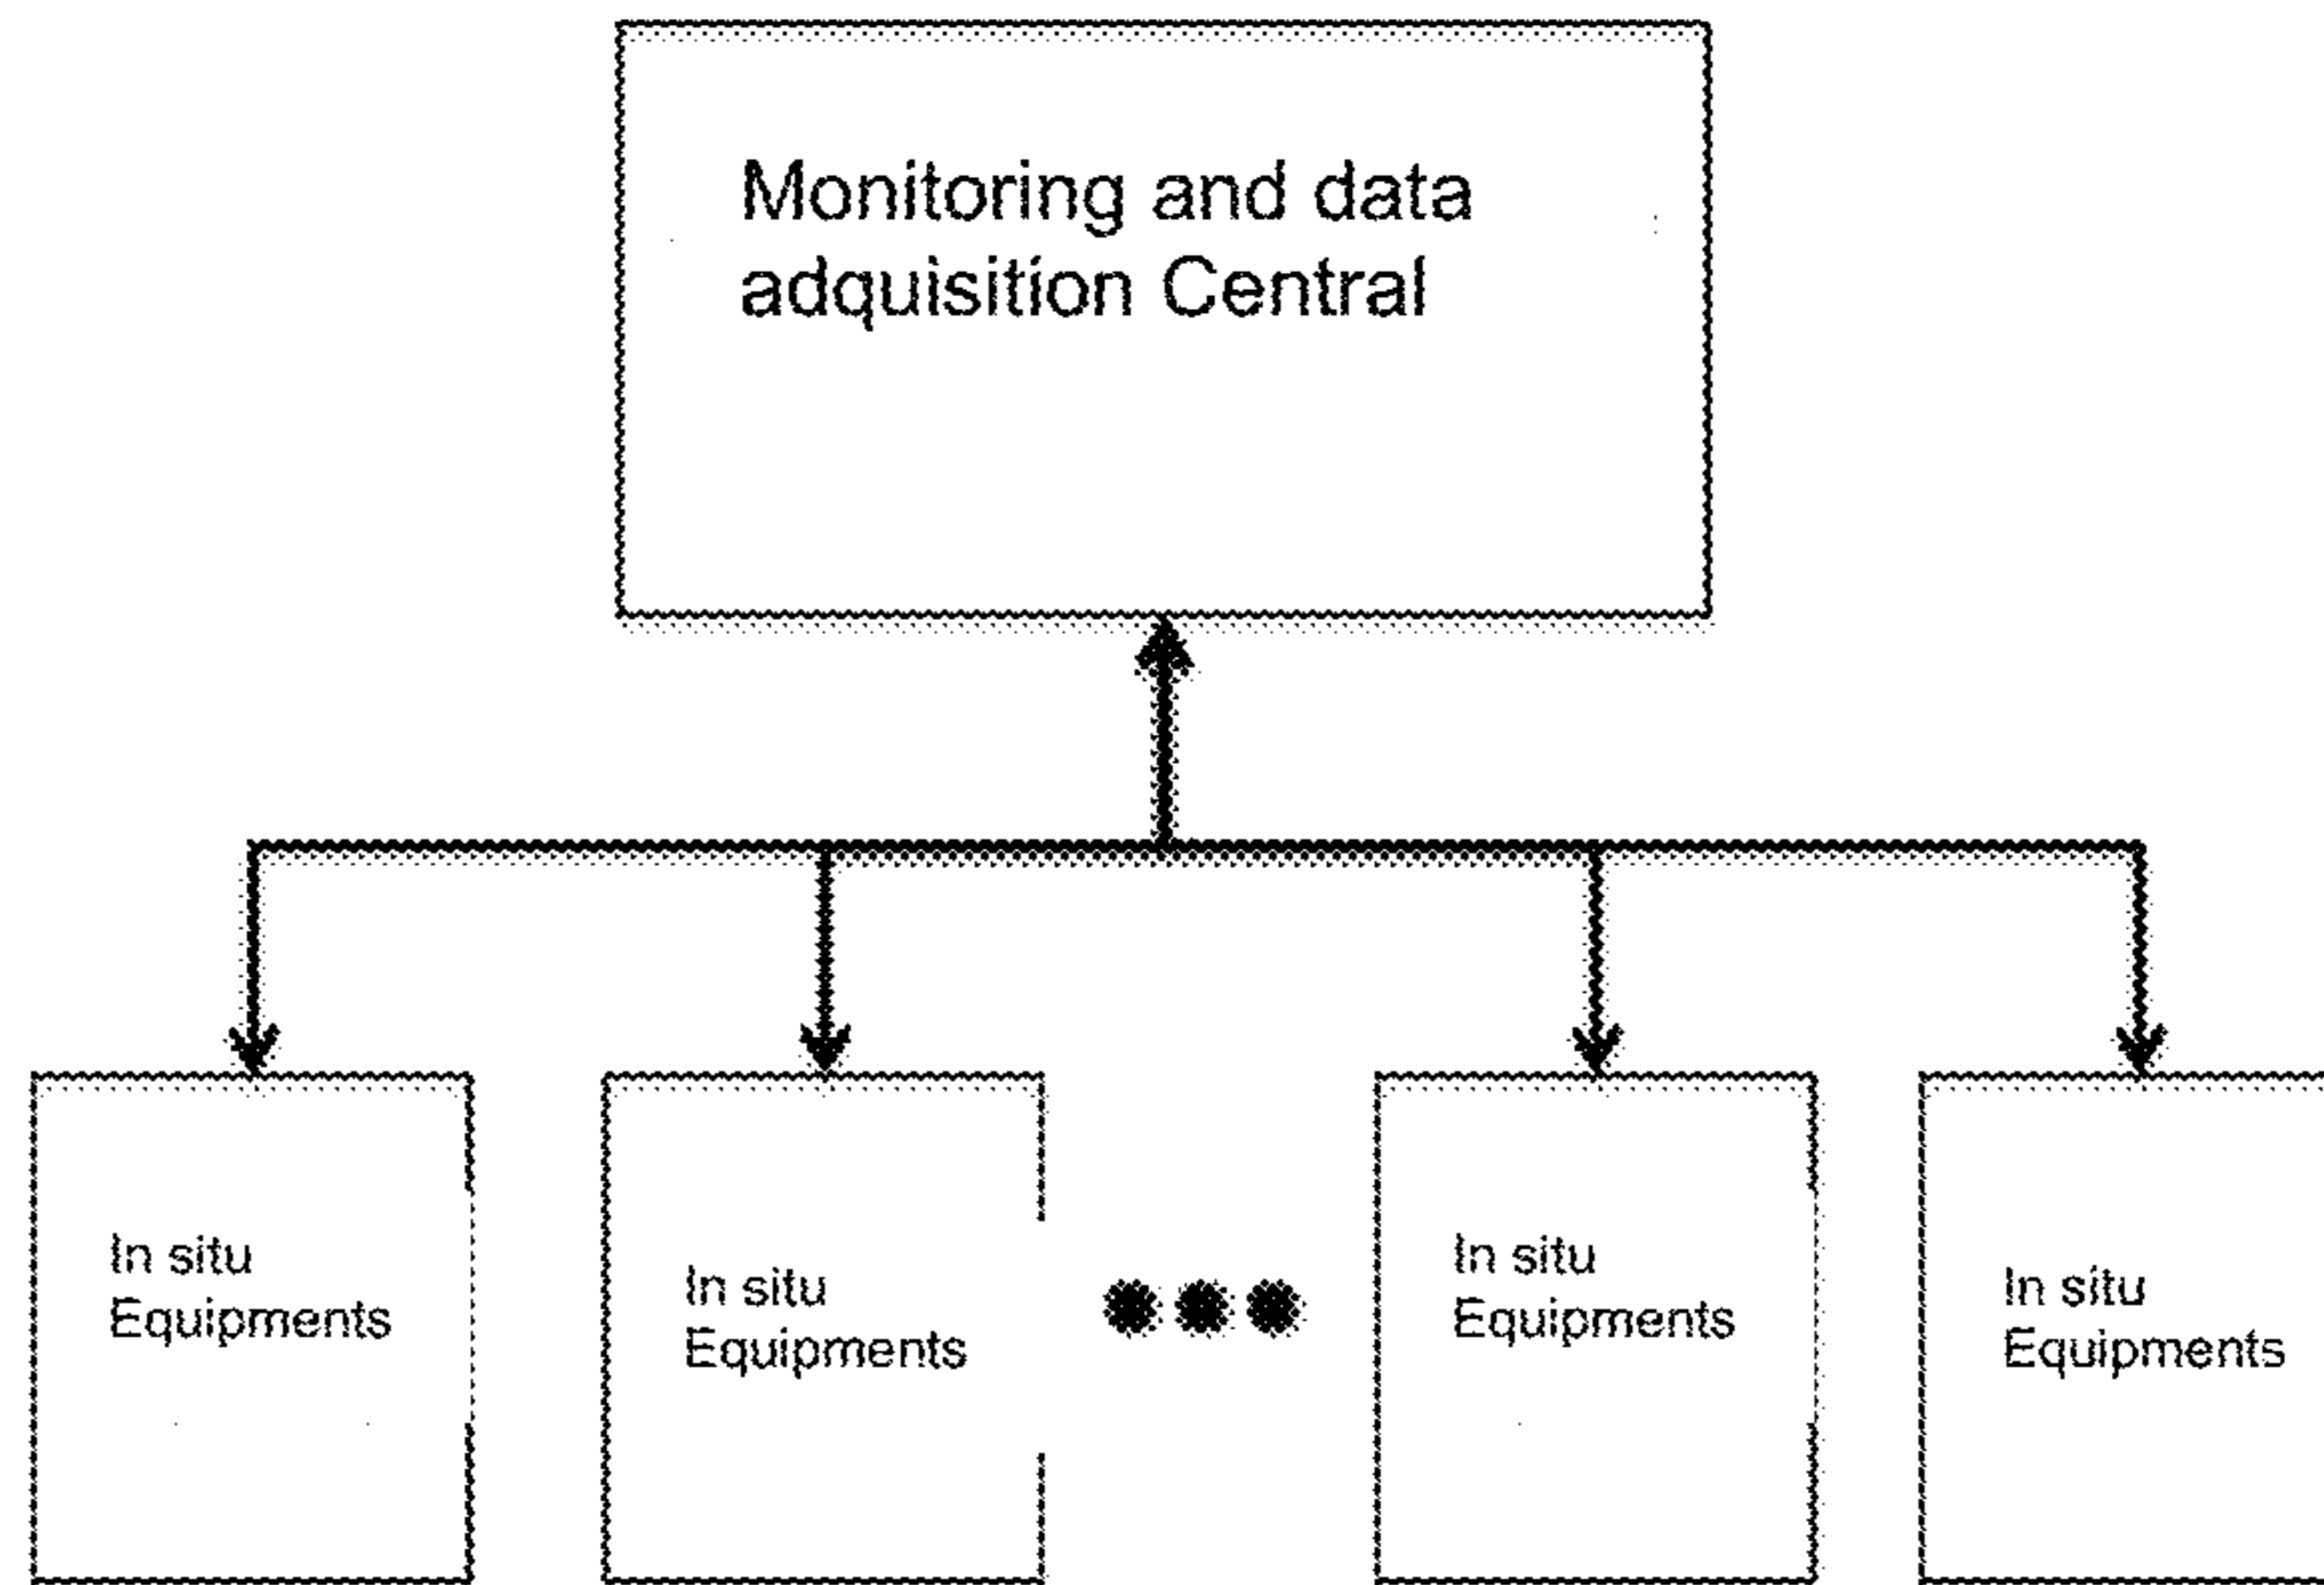 Monitoring and data
adquisition Central
In situ
Equipments
In situ
Equipments
In situ
Equipments
In situ
Equipments